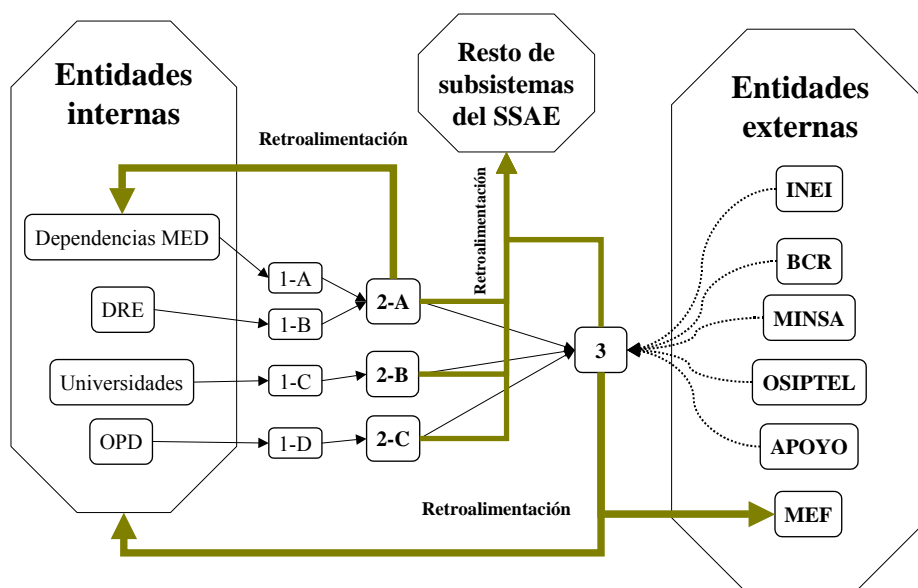 Entidades
internas
Resto de
subsistemas
del SSAE
Entidades
externas
Retroalimentación
Retroalimentación
INEI
Dependencias MED
1-A
2-A
BCR
DRE
1-B
MINSA
3
Universidades
1-C
2-B
OSIPTEL
OPD
1-D
2-C
APOYO
Retroalimentación
MEF